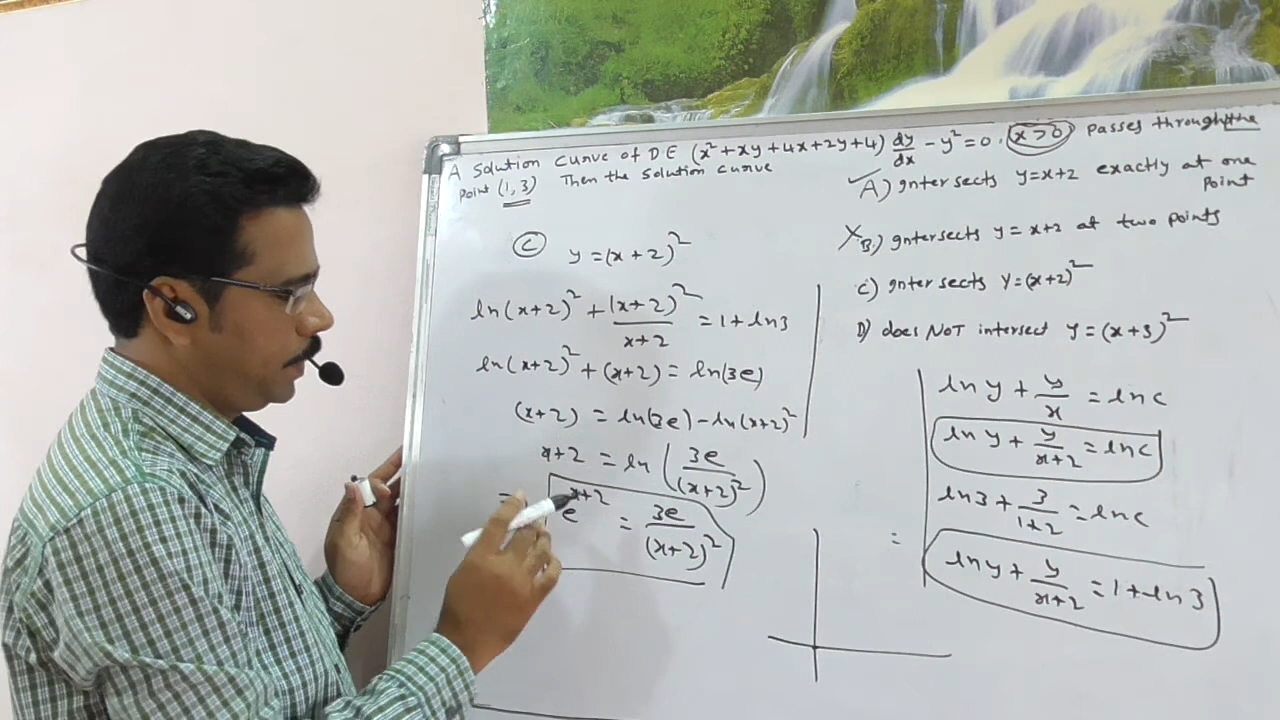 A solution curve of DE (x² + xy + 4x + 2y + 4) dy/dx − y² = 0, x > 0 Passes through the
point (1, 3) Then the solution curve
✓A) Intersects y=x+2 exactly at one point
✗B) Intersects y = x+2 at two points
C) Intersects Y=(x+2)²
D) does NOT intersect y = (x+3)²
Ⓒ y = (x+2)²
ln(x+2)² + (x+2)²/(x+2) = 1 + ln3
ln(x+2)² + (x+2) = ln(3e)
(x+2) = ln(3e) − ln(x+2)²
x+2 = ln(3e/(x+2)²)
e^(x+2) = 3e/(x+2)²
ln y + y/x = ln c
ln y + y/(x+2) = ln c
ln3 + 3/(1+2) = ln c
= ln y + y/(x+2) = 1 + ln 3